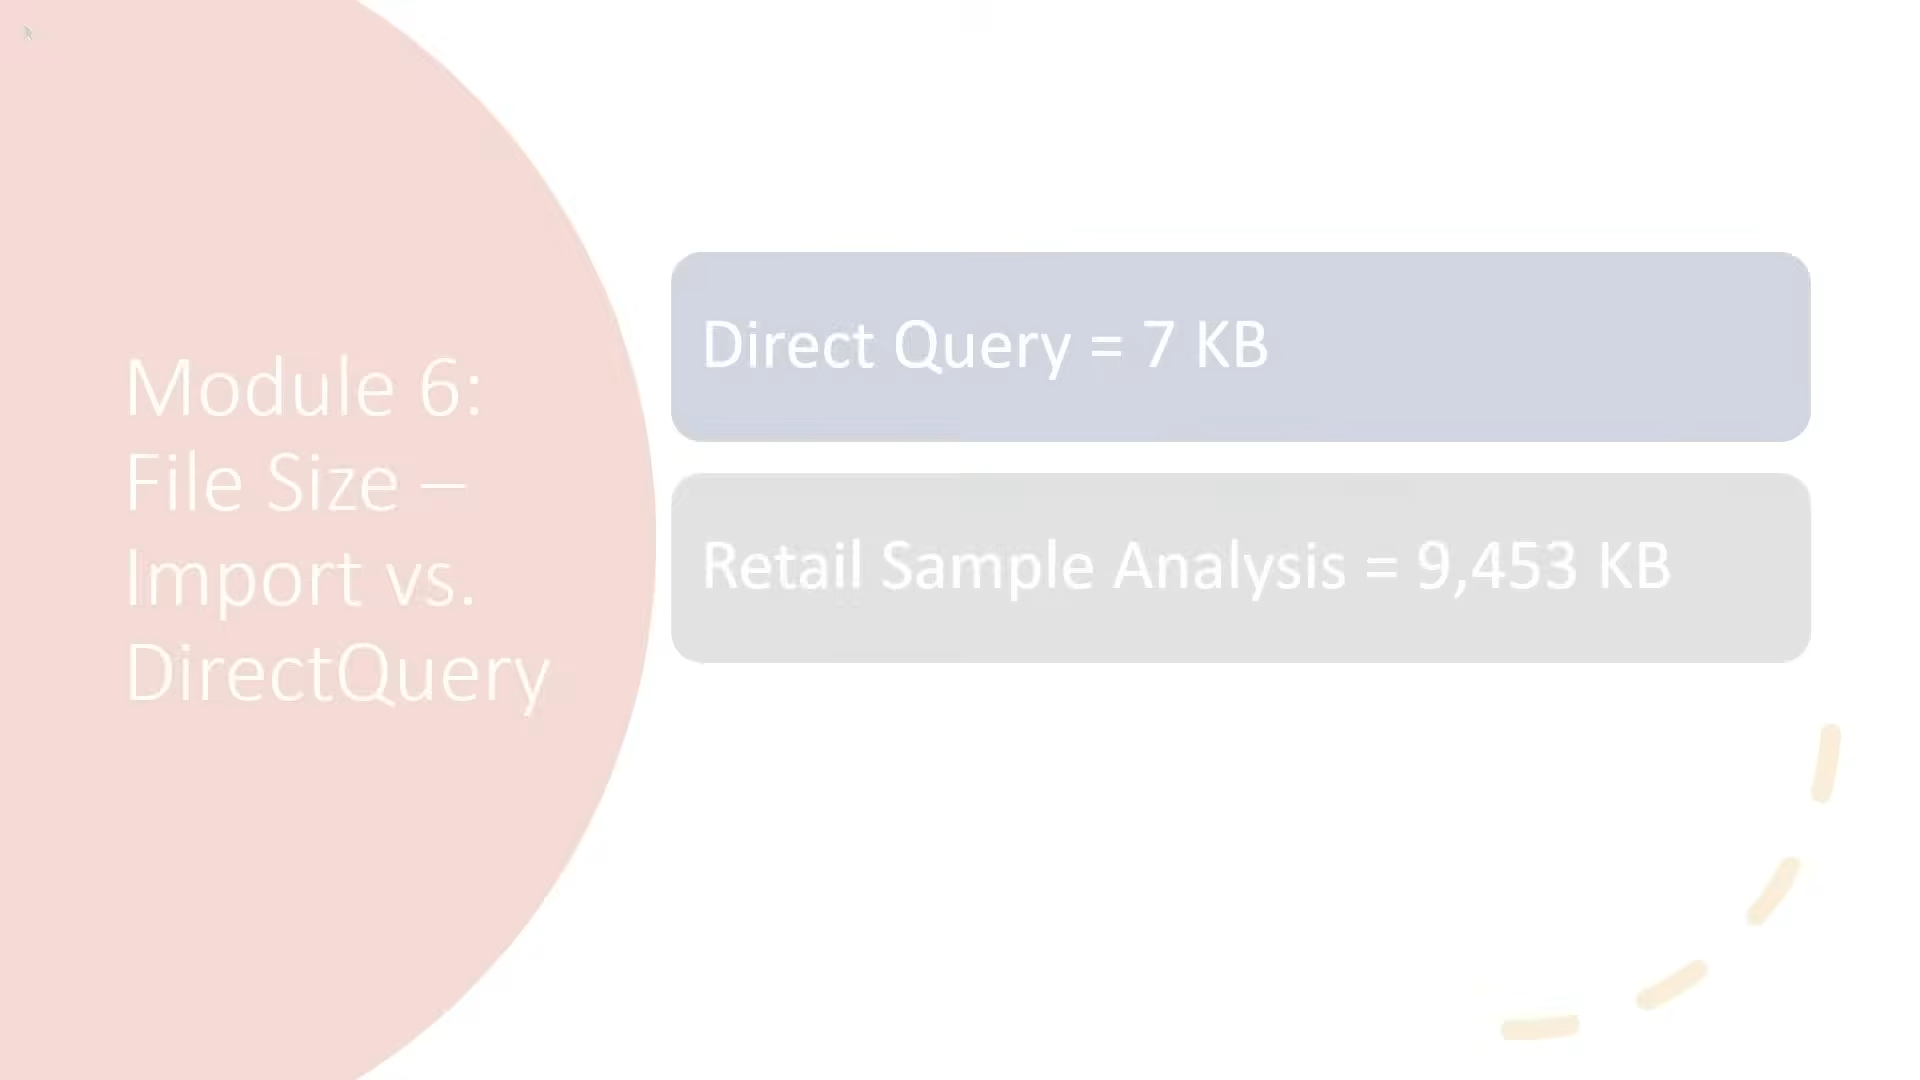 Module 6:
File Size –
Import vs.
DirectQuery
Direct Query = 7 KB
Retail Sample Analysis = 9,453 KB